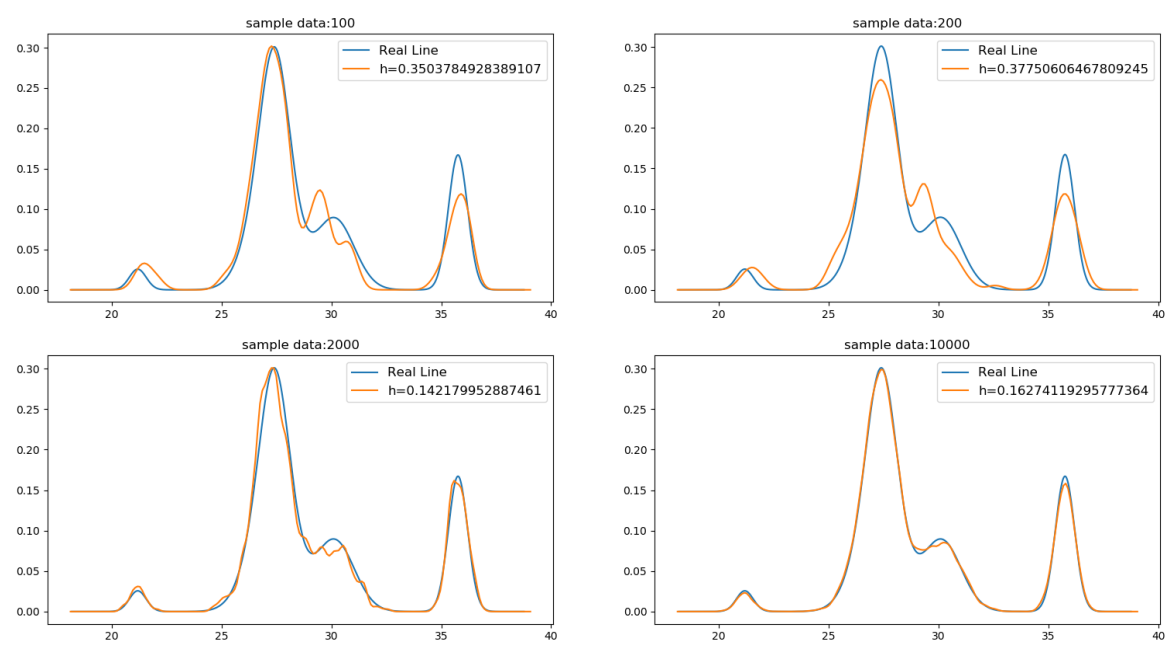 sample data:100
Real Line
h=0.3503784928389107
0.30
0.25
0.20
0.15
0.10
0.05
0.00
20 25 30 35 40
sample data:200
Real Line
h=0.37750606467809245
0.30
0.25
0.20
0.15
0.10
0.05
0.00
20 25 30 35 40
sample data:2000
Real Line
h=0.142179952887461
0.30
0.25
0.20
0.15
0.10
0.05
0.00
20 25 30 35 40
sample data:10000
Real Line
h=0.16274119295777364
0.30
0.25
0.20
0.15
0.10
0.05
0.00
20 25 30 35 40